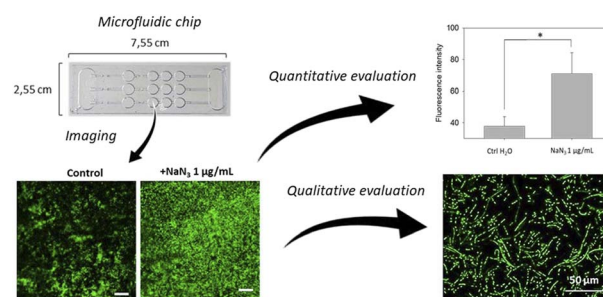 Microfluidic chip
7,55 cm
2,55 cm
Imaging
Control
+NaN₃ 1 µg/mL
Quantitative evaluation
Qualitative evaluation
Fluorescence intensity
100
80
60
40
*
Ctrl H₂O
NaN₃ 1 µg/mL
50 µm